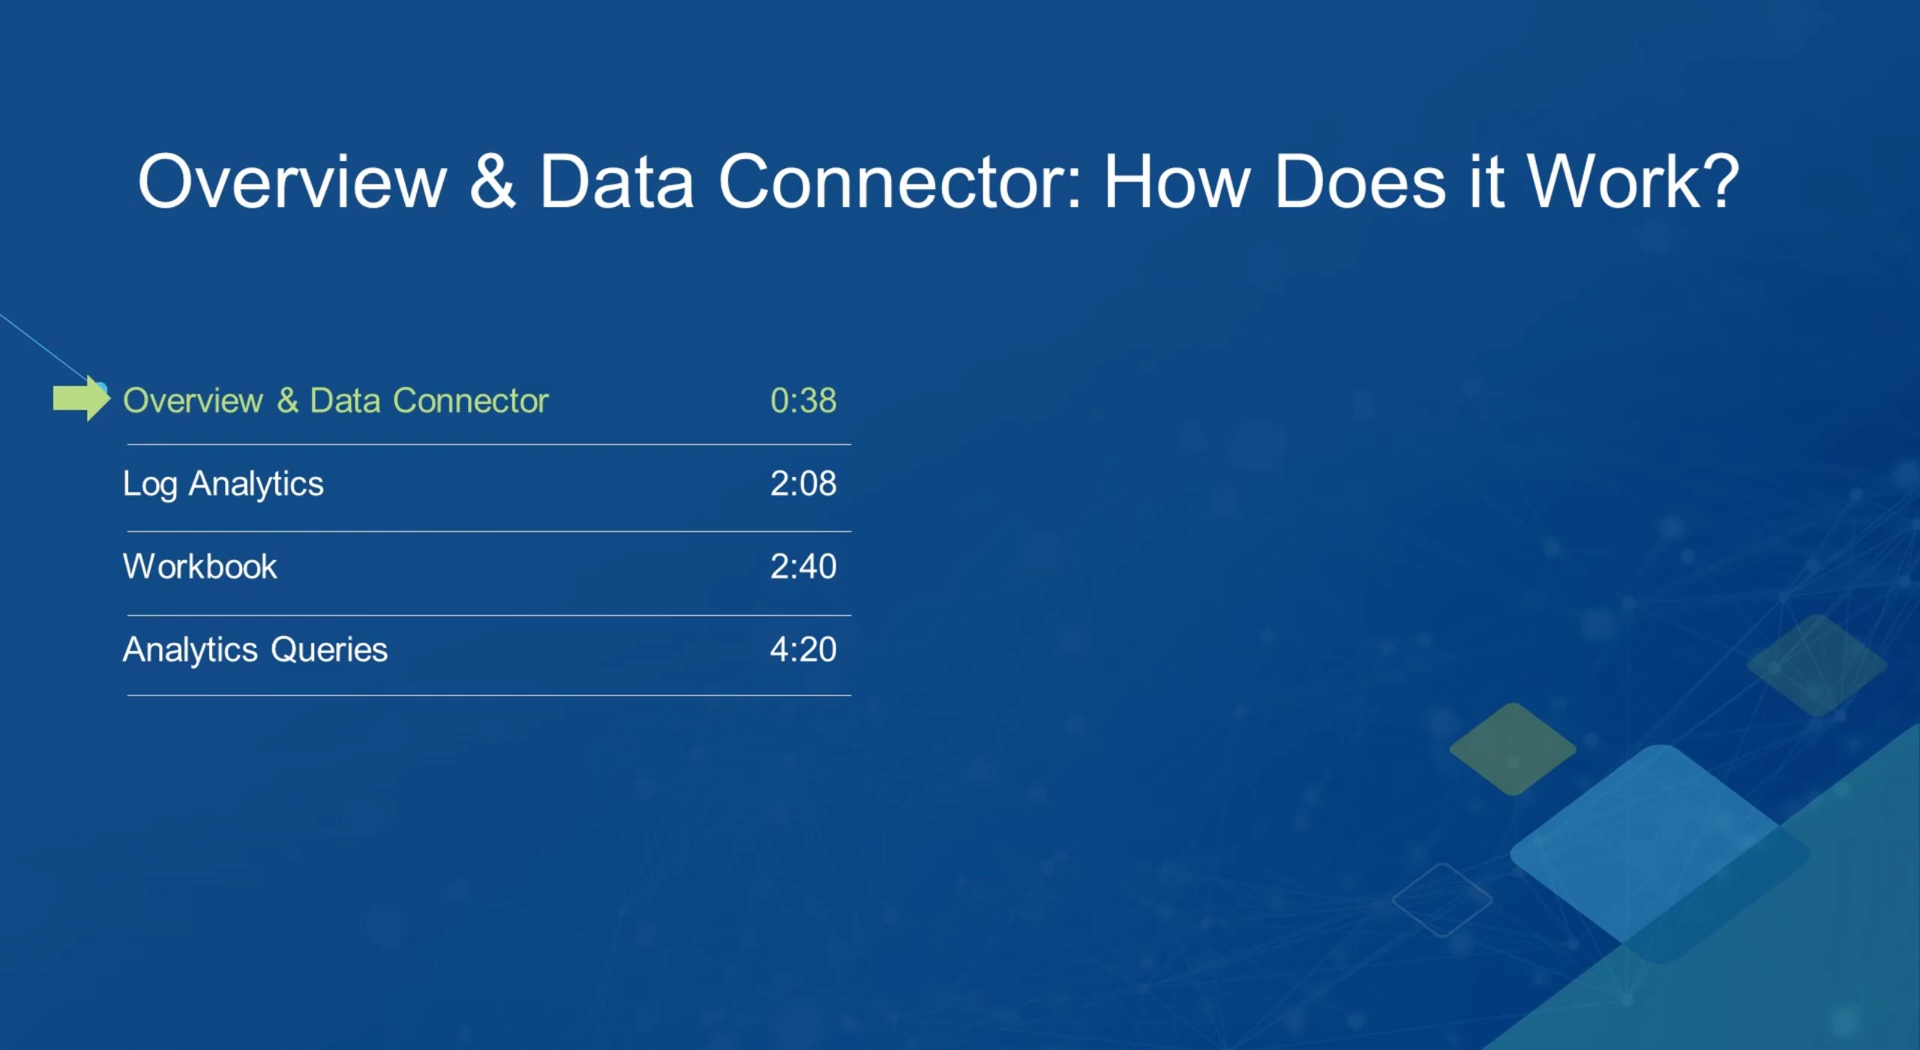 Overview & Data Connector: How Does it Work?
Overview & Data Connector 0:38
Log Analytics 2:08
Workbook 2:40
Analytics Queries 4:20